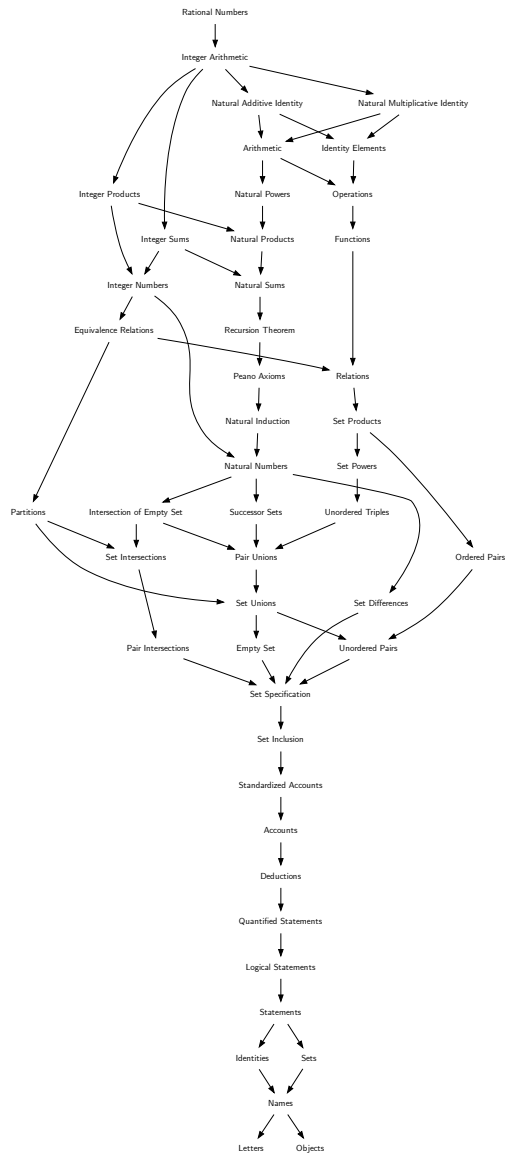 Rational Numbers
Integer Arithmetic
Natural Additive Identity
Natural Multiplicative Identity
Arithmetic
Identity Elements
Integer Products
Natural Powers
Operations
Integer Sums
Natural Products
Functions
Integer Numbers
Natural Sums
Equivalence Relations
Recursion Theorem
Peano Axioms
Relations
Natural Induction
Set Products
Natural Numbers
Set Powers
Partitions
Intersection of Empty Set
Successor Sets
Unordered Triples
Set Intersections
Pair Unions
Ordered Pairs
Set Unions
Set Differences
Pair Intersections
Empty Set
Unordered Pairs
Set Specification
Set Inclusion
Standardized Accounts
Accounts
Deductions
Quantified Statements
Logical Statements
Statements
Identities
Sets
Names
Letters
Objects